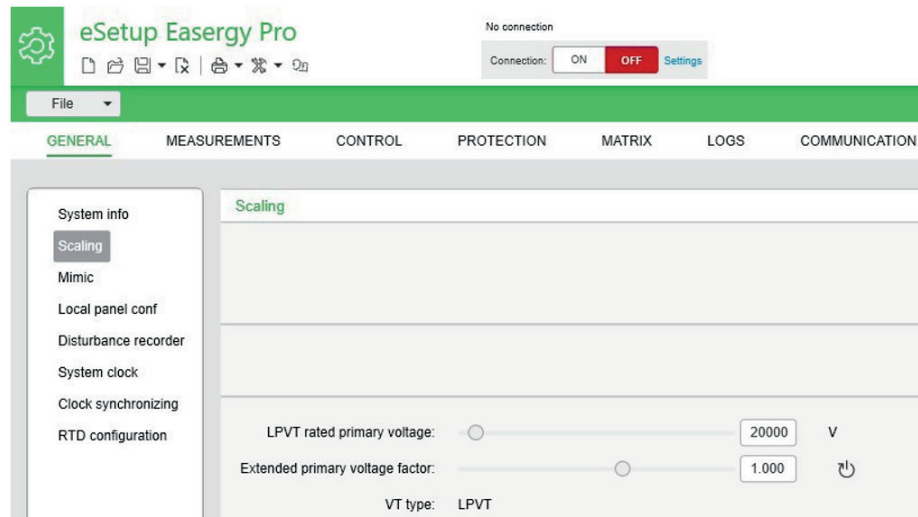 eSetup Easergy Pro
No connection
Connection: ON OFF Settings
File
GENERAL MEASUREMENTS CONTROL PROTECTION MATRIX LOGS COMMUNICATION
System info
Scaling
Mimic
Local panel conf
Disturbance recorder
System clock
Clock synchronizing
RTD configuration
Scaling
LPVT rated primary voltage: 20000 V
Extended primary voltage factor: 1.000
VT type: LPVT